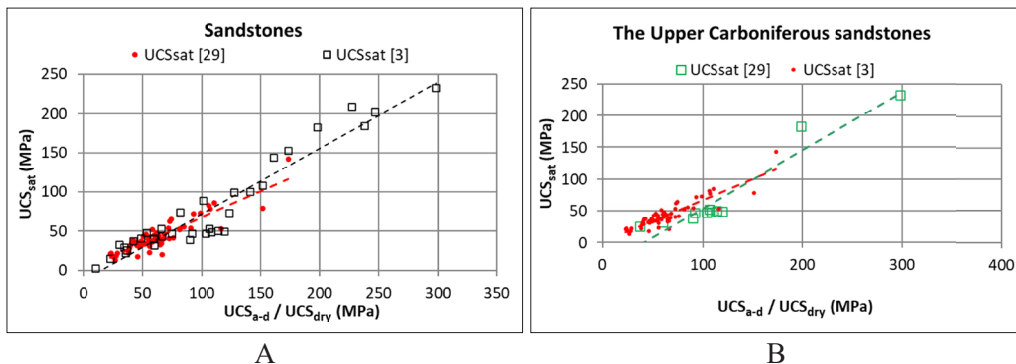 Sandstones
UCSsat [29] UCSsat [3]
250
200
150
100
50
0
UCSsat (MPa)
0 50 100 150 200 250 300 350
UCSa-d / UCSdry (MPa)
A
The Upper Carboniferous sandstones
UCSsat [29] UCSsat [3]
250
200
150
100
50
0
UCSsat (MPa)
0 100 200 300 400
UCSa-d / UCSdry (MPa)
B